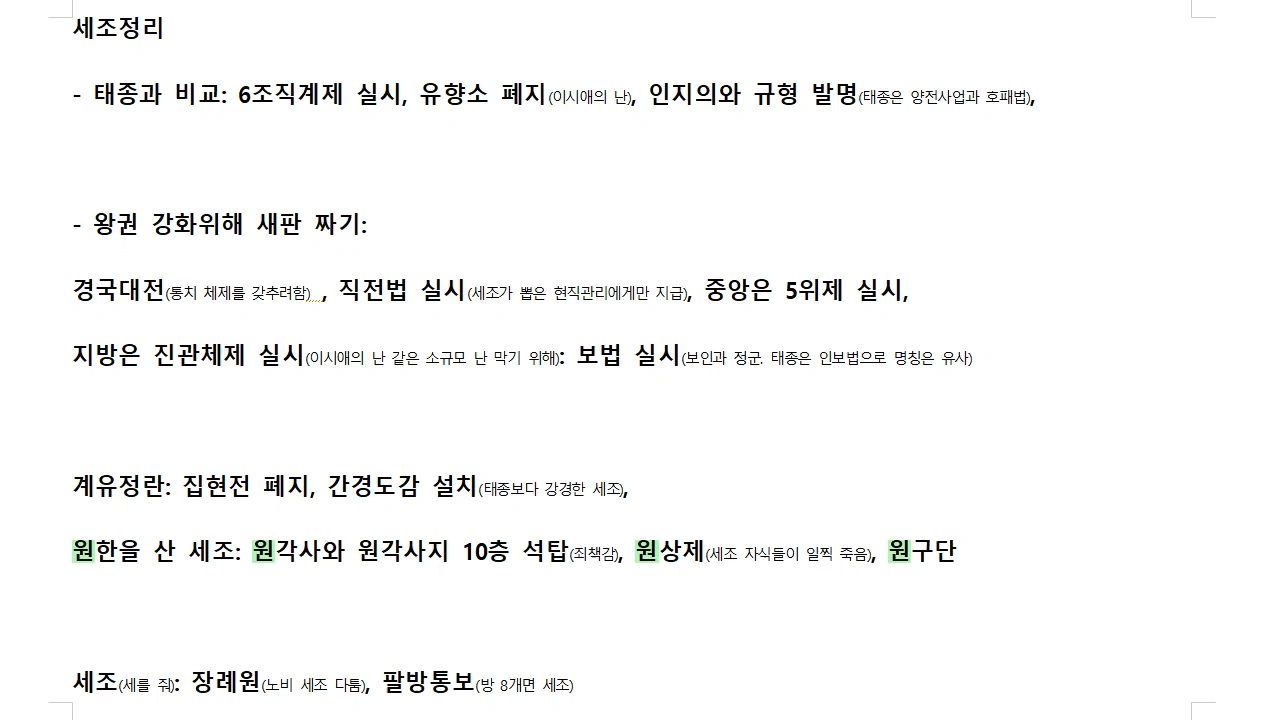 세조정리
- 태종과 비교: 6조직계제 실시, 유향소 폐지(이시애의 난), 인지의와 규형 발명(태종은 양전사업과 호패법),
- 왕권 강화위해 새판 짜기:
경국대전(통치 체제를 갖추려함) , 직전법 실시(세조가 뽑은 현직관리에게만 지급), 중앙은 5위제 실시,
지방은 진관체제 실시(이시애의 난 같은 소규모 난 막기 위해): 보법 실시(보인과 정군. 태종은 인보법으로 명칭은 유사)
계유정란: 집현전 폐지, 간경도감 설치(태종보다 강경한 세조),
원한을 산 세조: 원각사와 원각사지 10층 석탑(죄책감), 원상제(세조 자식들이 일찍 죽음), 원구단
세조(세를 줘): 장례원(노비 세조 다툼), 팔방통보(방 8개면 세조)